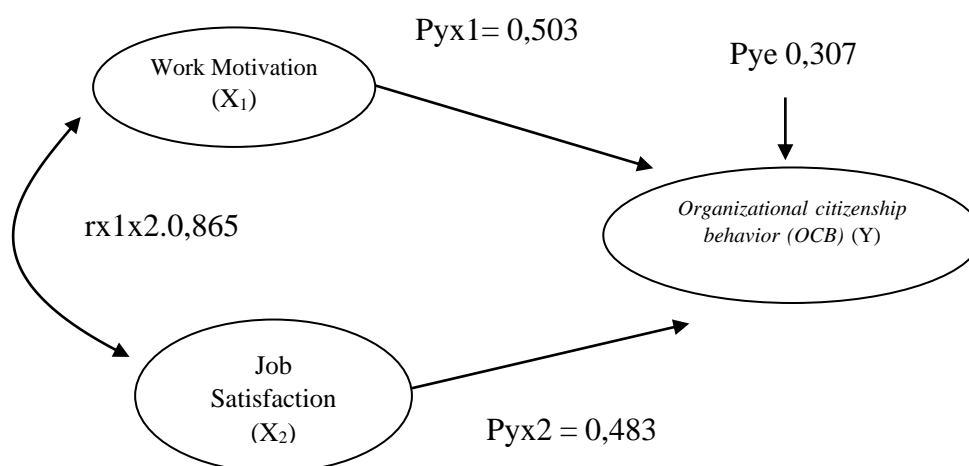 Pyx1= 0,503
Pye 0,307
Work Motivation
(X₁)
rx1x2.0,865
Organizational citizenship
behavior (OCB) (Y)
Job
Satisfaction
(X₂)
Pyx2 = 0,483